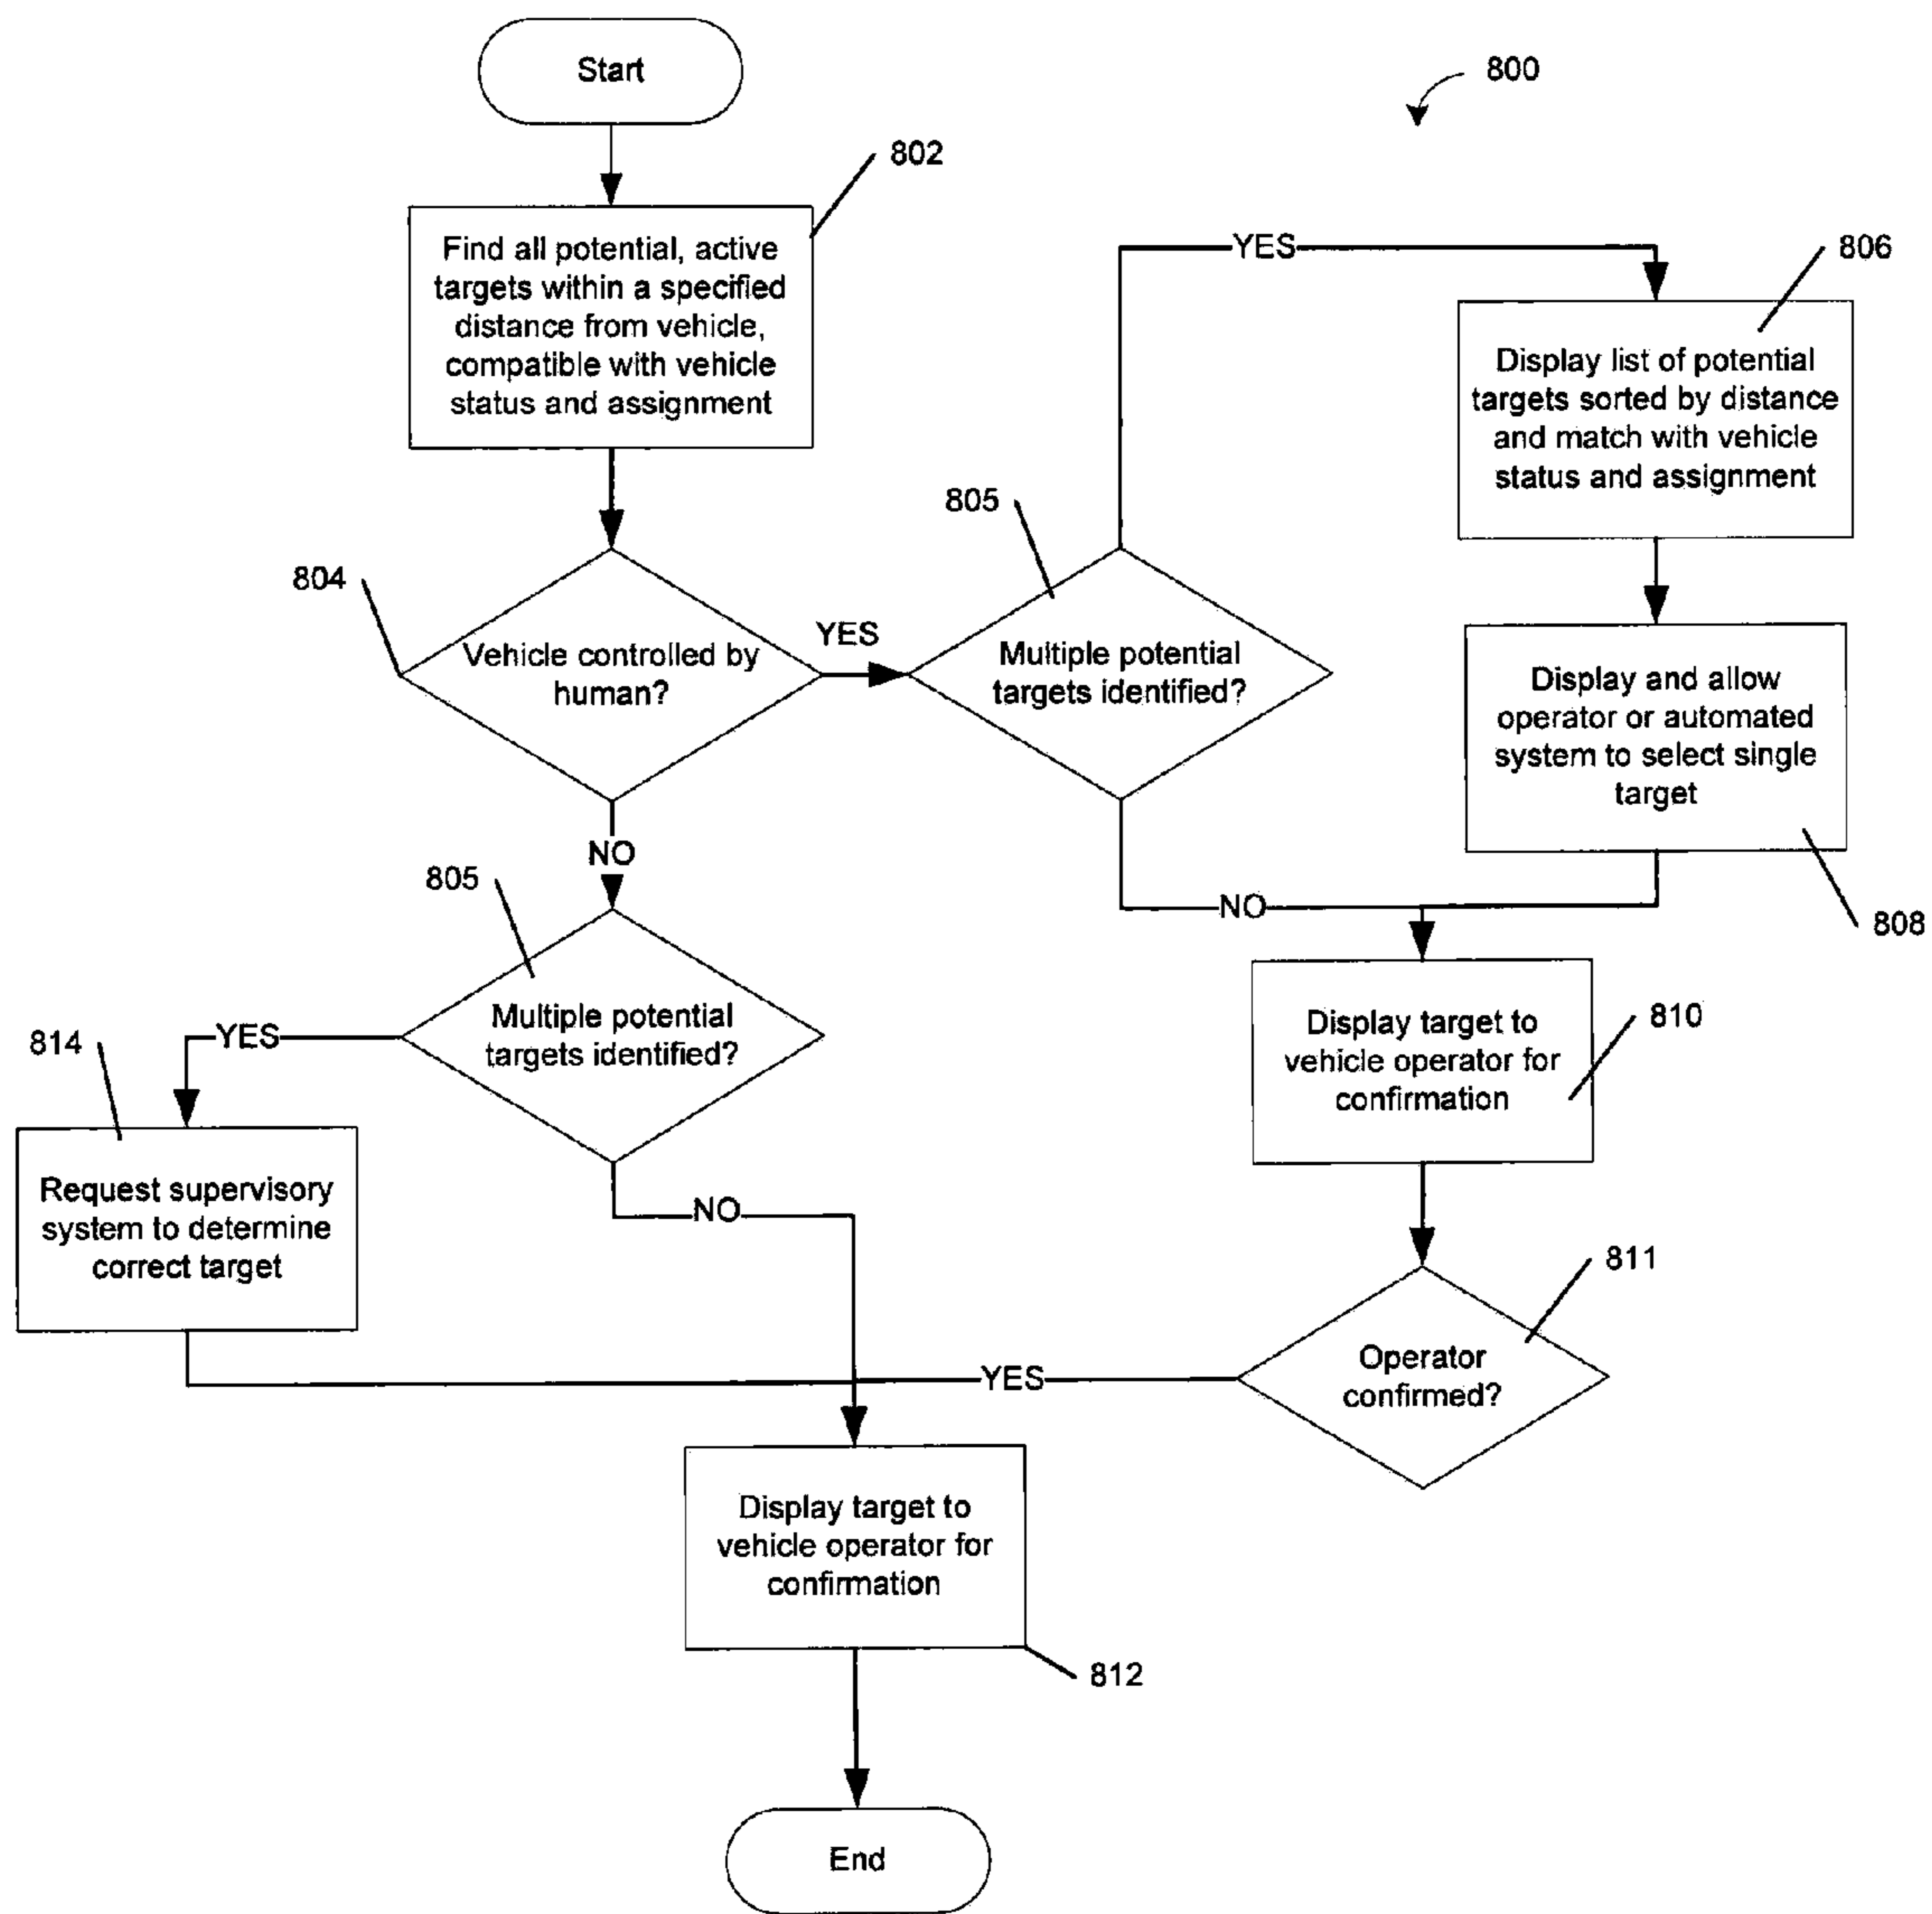 Start
800
802
Find all potential, active
targets within a specified
distance from vehicle,
compatible with vehicle
status and assignment
YES
806
Display list of potential
targets sorted by distance
and match with vehicle
status and assignment
805
804
Vehicle controlled by
human?
YES
Multiple potential
targets identified?
Display and allow
operator or automated
system to select single
target
NO
805
NO
808
Multiple potential
targets identified?
YES
814
Display target to
vehicle operator for
confirmation
810
Request supervisory
system to determine
correct target
NO
811
Operator
confirmed?
YES
Display target to
vehicle operator for
confirmation
812
End